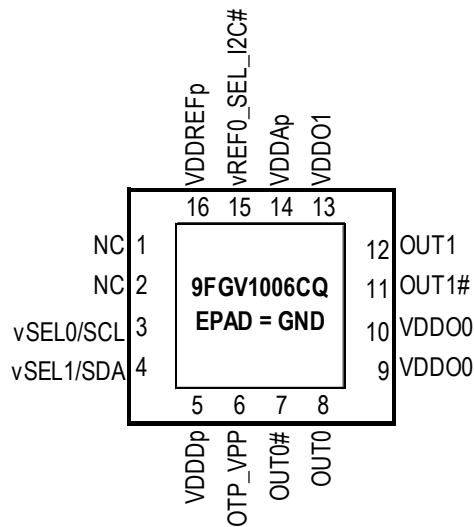 VDDREFp
vREF0_SEL_I2C#
VDDAp
VDDO1
16 15 14 13
NC 1
NC 2
vSEL0/SCL 3
vSEL1/SDA 4
9FGV1006CQ
EPAD = GND
12 OUT1
11 OUT1#
10 VDDO0
9 VDDO0
5 6 7 8
VDDDp
OTP_VPP
OUT0#
OUT0